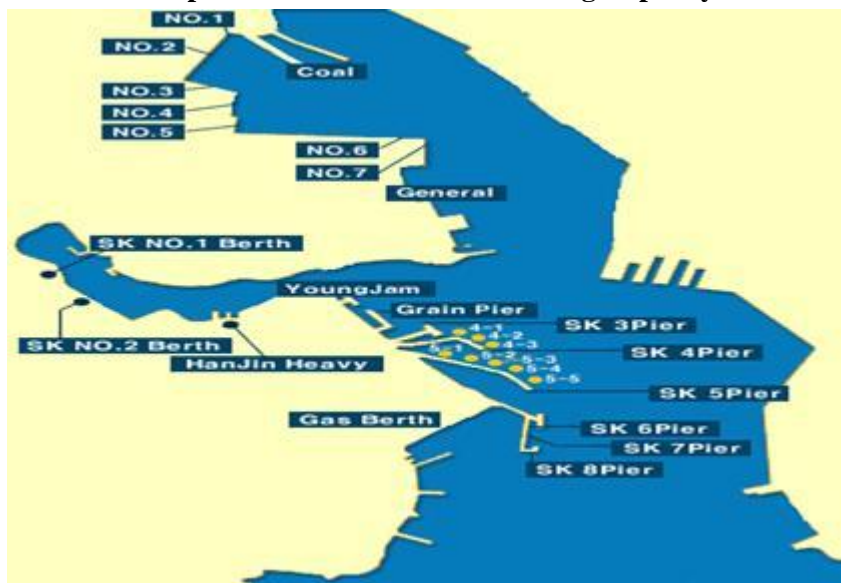 NO.1
NO.2
Coal
NO.3
NO.4
NO.5
NO.6
NO.7
General
SK NO.1 Berth
YoungJam
Grain Pier
4-1
SK 3Pier
4-2
4-3
SK NO.2 Berth
5-1
SK 4Pier
HanJin Heavy
5-2
5-3
5-4
5-5
SK 5Pier
Gas Berth
SK 6Pier
SK 7Pier
SK 8Pier